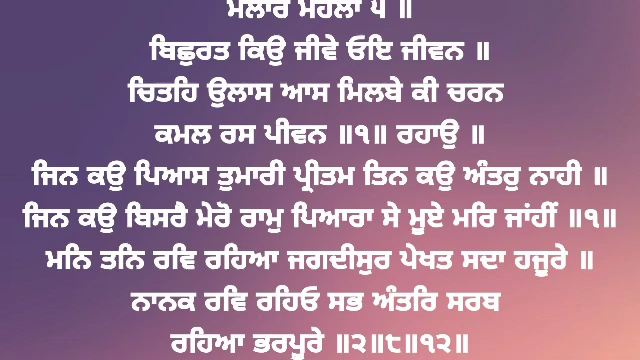 ਮਲਾਰ ਮਹਲਾ ੫ ॥
ਬਿਛੁਰਤ ਕਿਉ ਜੀਵੇ ਓਇ ਜੀਵਨ ॥
ਚਿਤਹਿ ਉਲਾਸ ਆਸ ਮਿਲਬੇ ਕੀ ਚਰਨ
ਕਮਲ ਰਸ ਪੀਵਨ ॥੧॥ ਰਹਾਉ ॥
ਜਿਨ ਕਉ ਪਿਆਸ ਤੁਮਾਰੀ ਪ੍ਰੀਤਮ ਤਿਨ ਕਉ ਅੰਤਰੁ ਨਾਹੀ ॥
ਜਿਨ ਕਉ ਬਿਸਰੈ ਮੇਰੋ ਰਾਮੁ ਪਿਆਰਾ ਸੇ ਮੂਏ ਮਰਿ ਜਾਂਹੀਂ ॥੧॥
ਮਨਿ ਤਨਿ ਰਵਿ ਰਹਿਆ ਜਗਦੀਸੁਰ ਪੇਖਤ ਸਦਾ ਹਜੂਰੇ ॥
ਨਾਨਕ ਰਵਿ ਰਹਿਓ ਸਭ ਅੰਤਰਿ ਸਰਬ
ਰਹਿਆ ਭਰਪੂਰੇ ॥੨॥੮॥੧੨॥